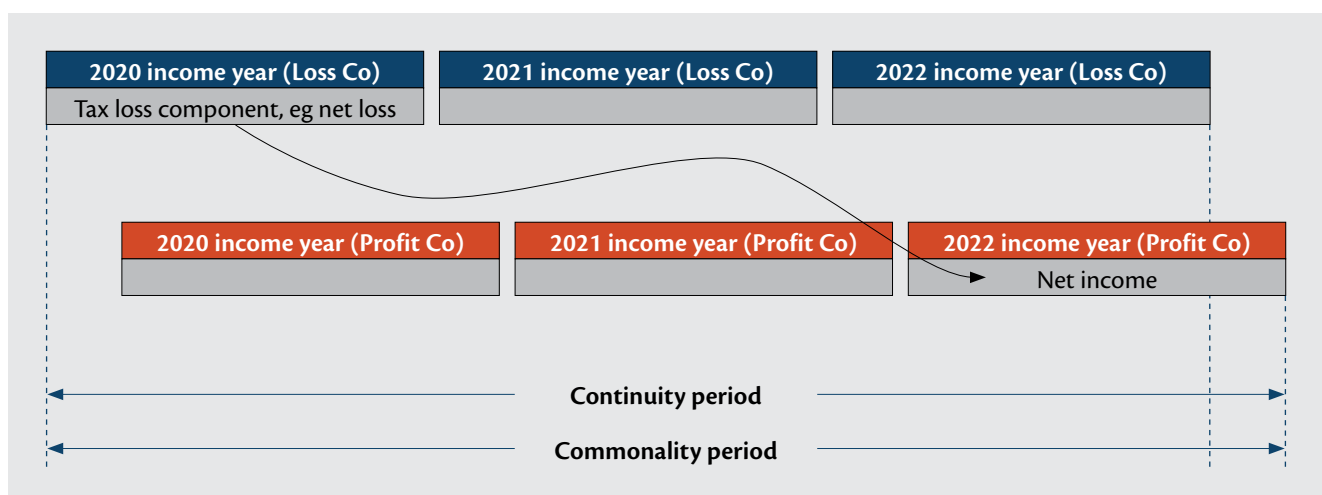 2020 income year (Loss Co)
2021 income year (Loss Co)
2022 income year (Loss Co)
Tax loss component, eg net loss
2020 income year (Profit Co)
2021 income year (Profit Co)
2022 income year (Profit Co)
Net income
Continuity period
Commonality period